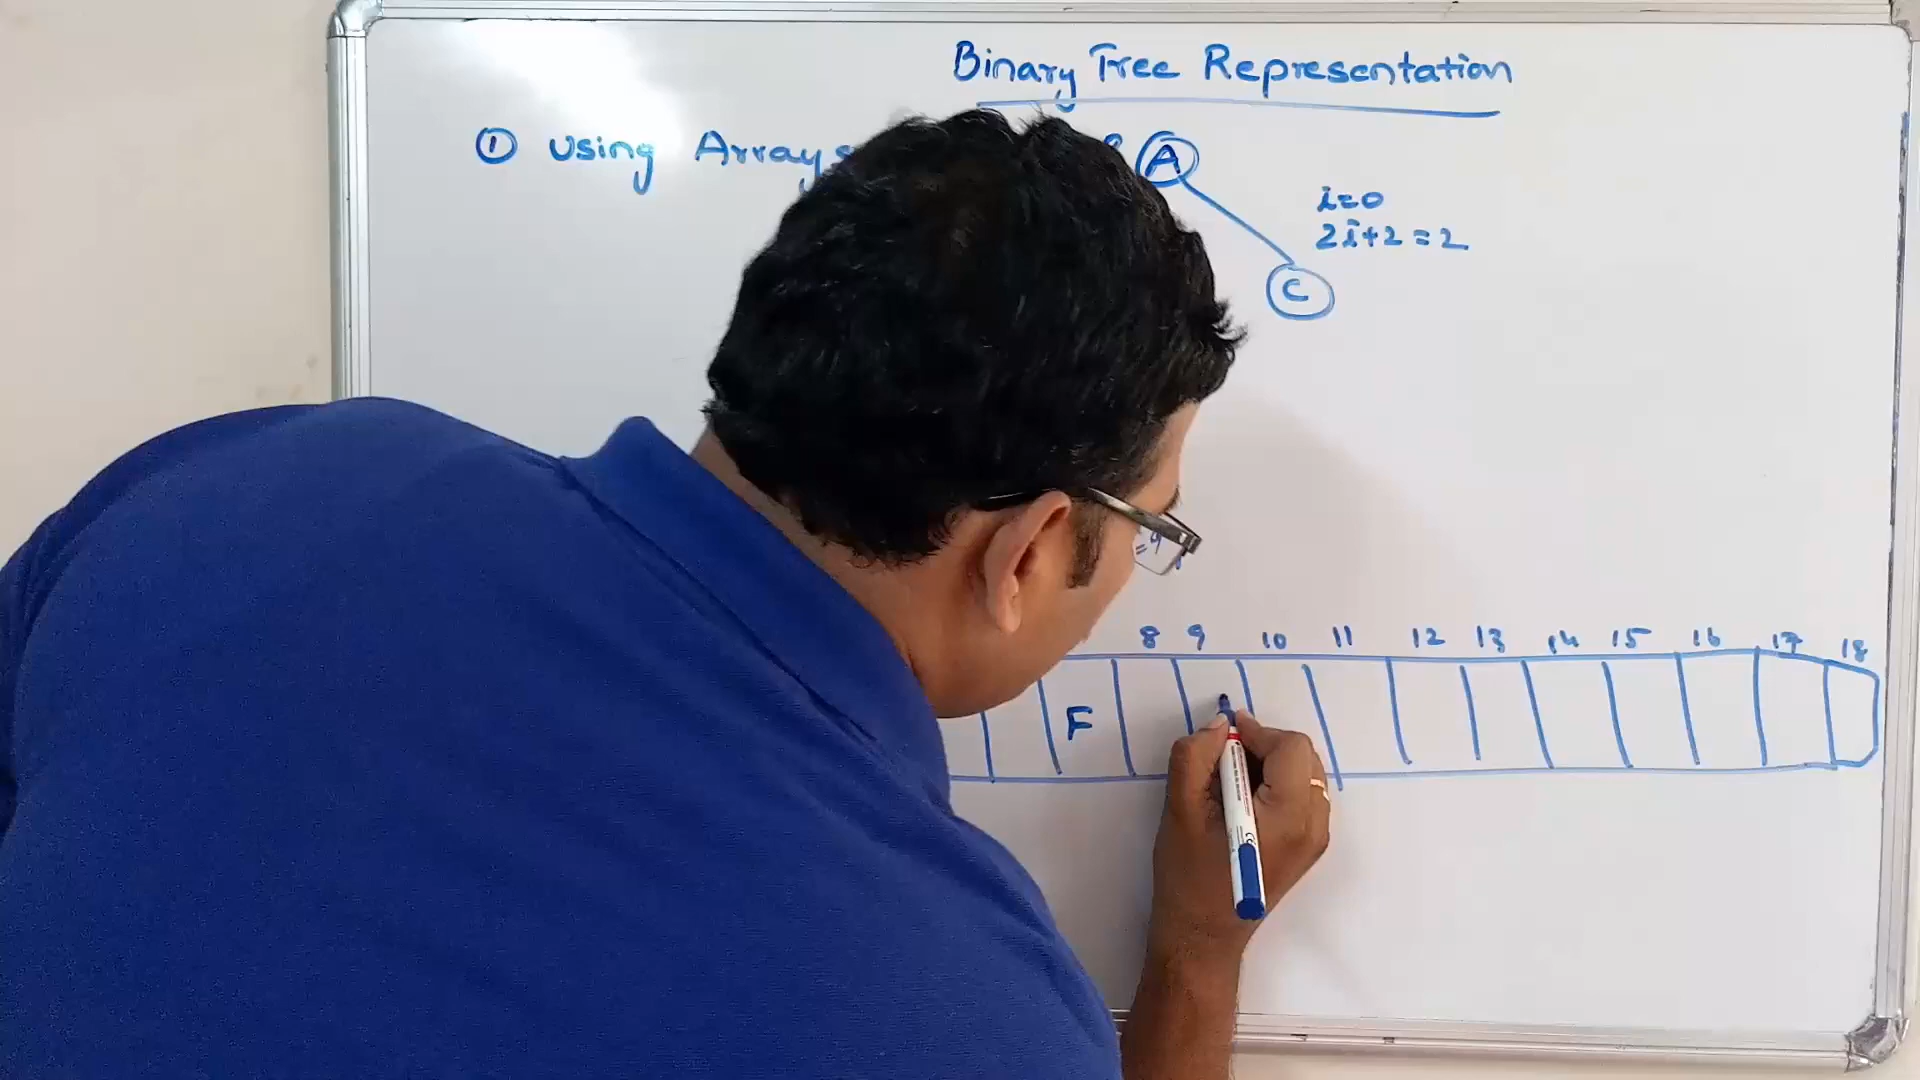 Binary Tree Representation
① Using Arrays
A
i=0
2i+2=2
C
=9
8 9 10 11 12 13 14 15 16 17 18
F